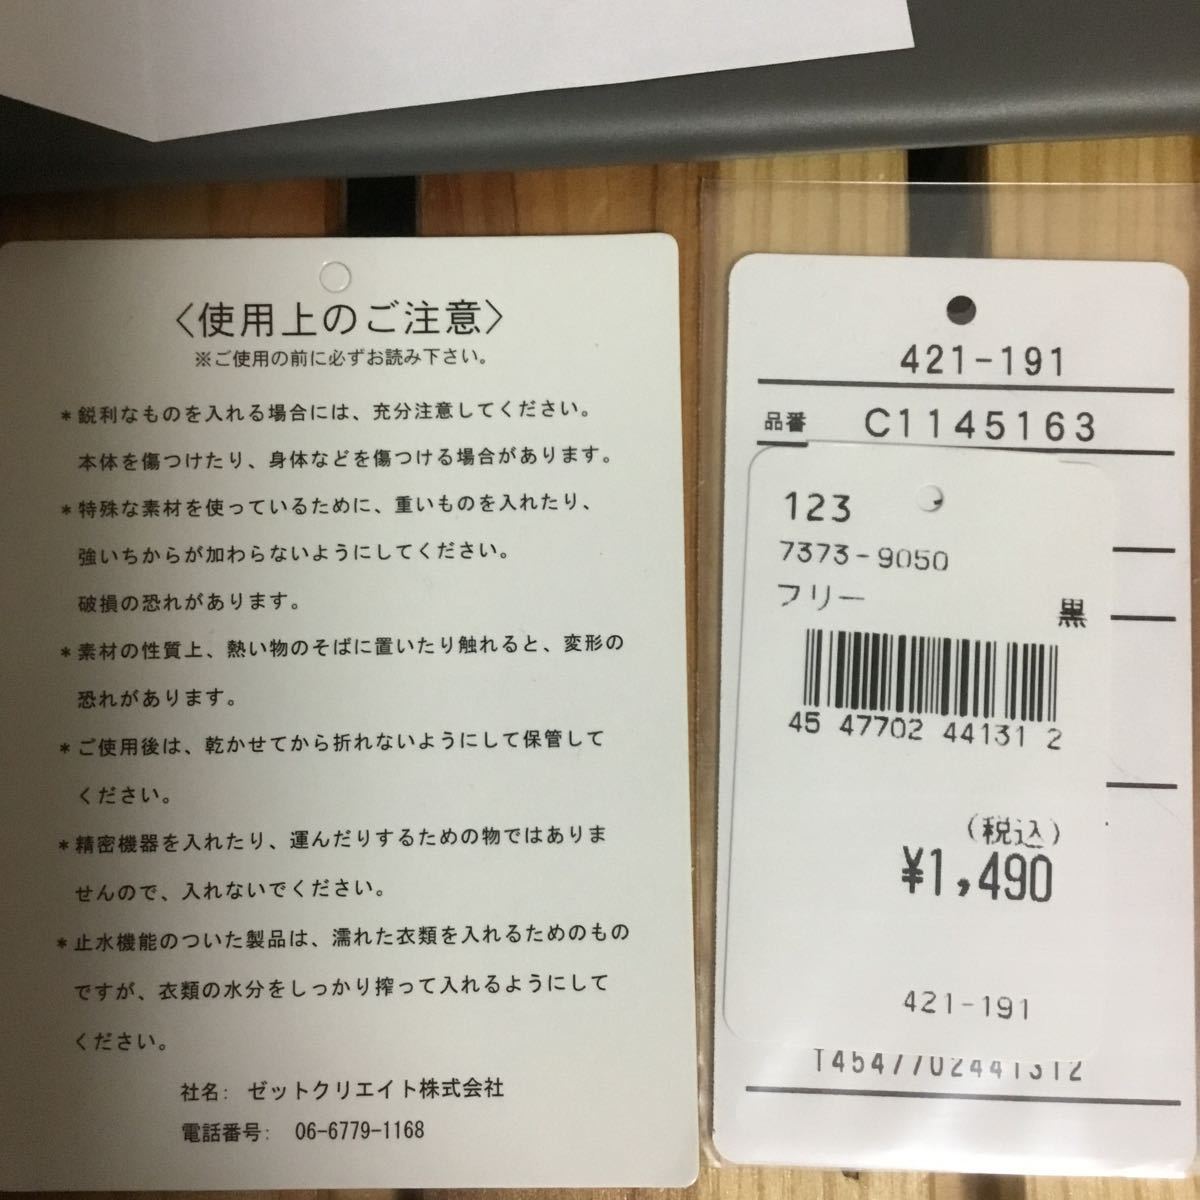 〈使用上のご注意〉
※ご使用の前に必ずお読み下さい。
＊鋭利なものを入れる場合には、充分注意してください。
本体を傷つけたり、身体などを傷つける場合があります。
＊特殊な素材を使っているために、重いものを入れたり、
強いちからが加わらないようにしてください。
破損の恐れがあります。
＊素材の性質上、熱い物のそばに置いたり触れると、変形の
恐れがあります。
＊ご使用後は、乾かせてから折れないようにして保管して
ください。
＊精密機器を入れたり、運んだりするための物ではありま
せんので、入れないでください。
＊止水機能のついた製品は、濡れた衣類を入れるためのもの
ですが、衣類の水分をしっかり搾って入れるようにして
ください。
社名: ゼットクリエイト株式会社
電話番号: 06-6779-1168
421-191
品番 C1145163
123
7373-9050
フリー 黒
45 47702 44131 2
(税込)
¥1,490
421-191
T4547702441312